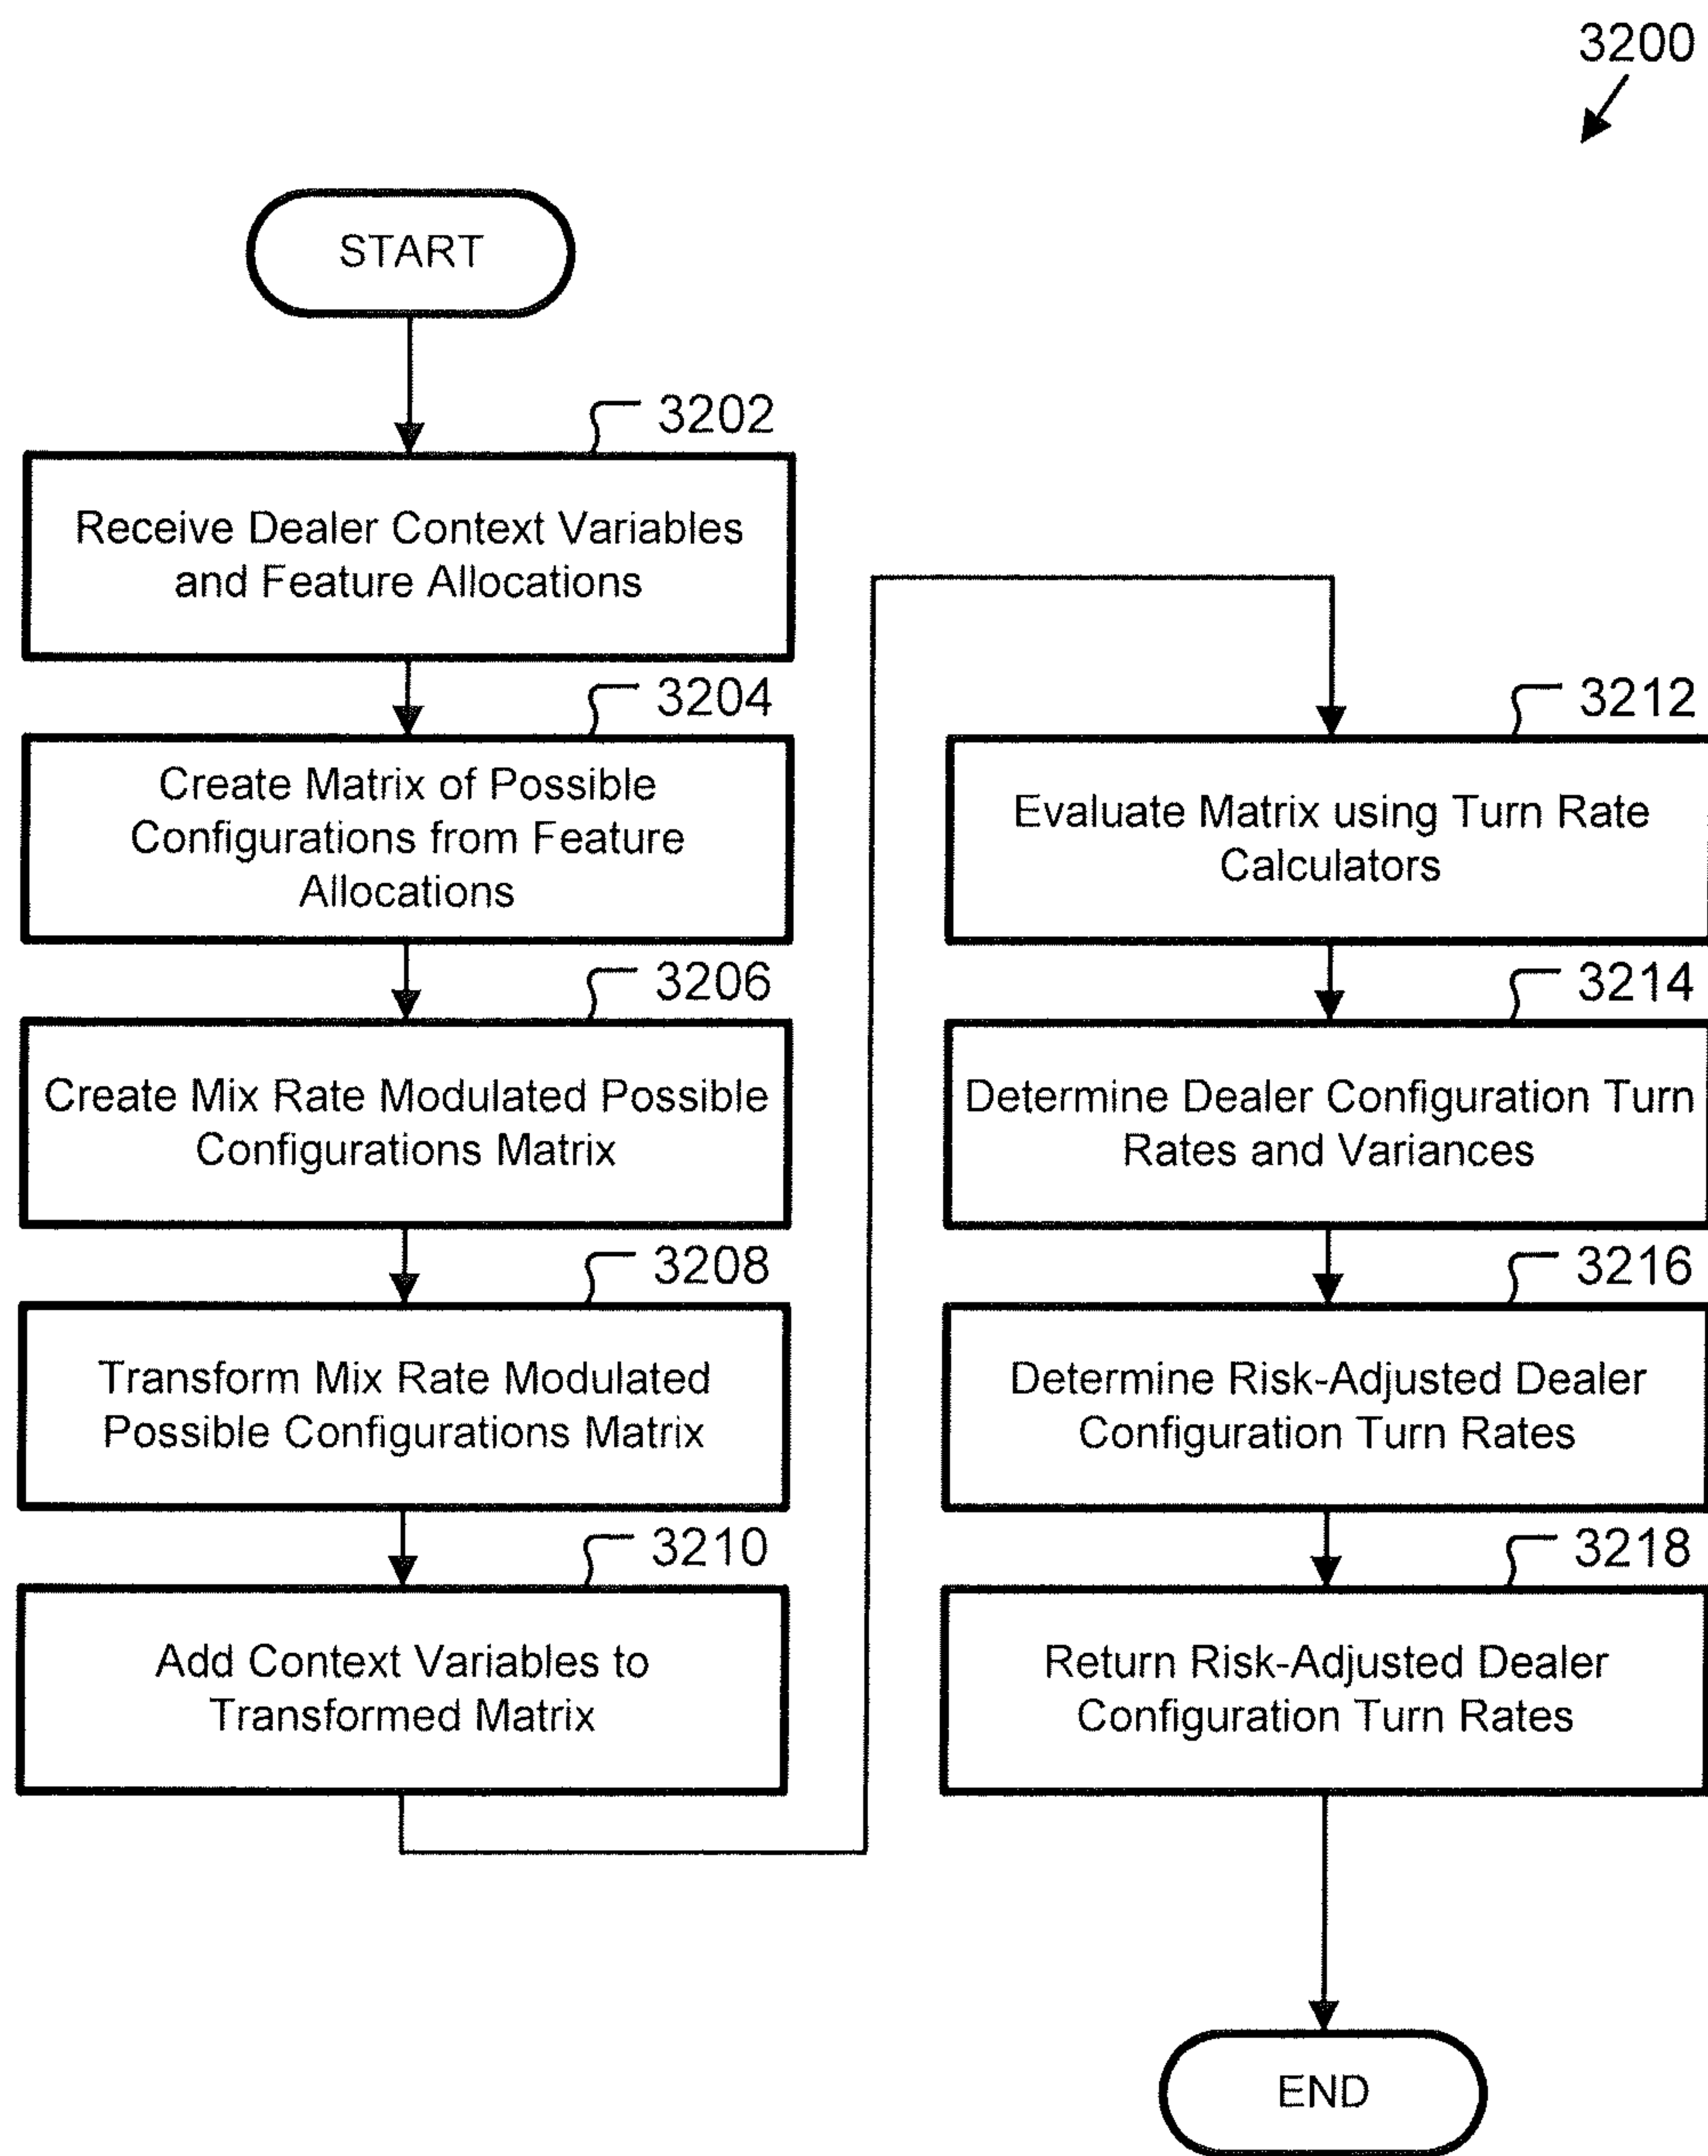 3200
START
3202
Receive Dealer Context Variables
and Feature Allocations
3204
Create Matrix of Possible
Configurations from Feature
Allocations
3206
Create Mix Rate Modulated Possible
Configurations Matrix
3208
Transform Mix Rate Modulated
Possible Configurations Matrix
3210
Add Context Variables to
Transformed Matrix
3212
Evaluate Matrix using Turn Rate
Calculators
3214
Determine Dealer Configuration Turn
Rates and Variances
3216
Determine Risk-Adjusted Dealer
Configuration Turn Rates
3218
Return Risk-Adjusted Dealer
Configuration Turn Rates
END